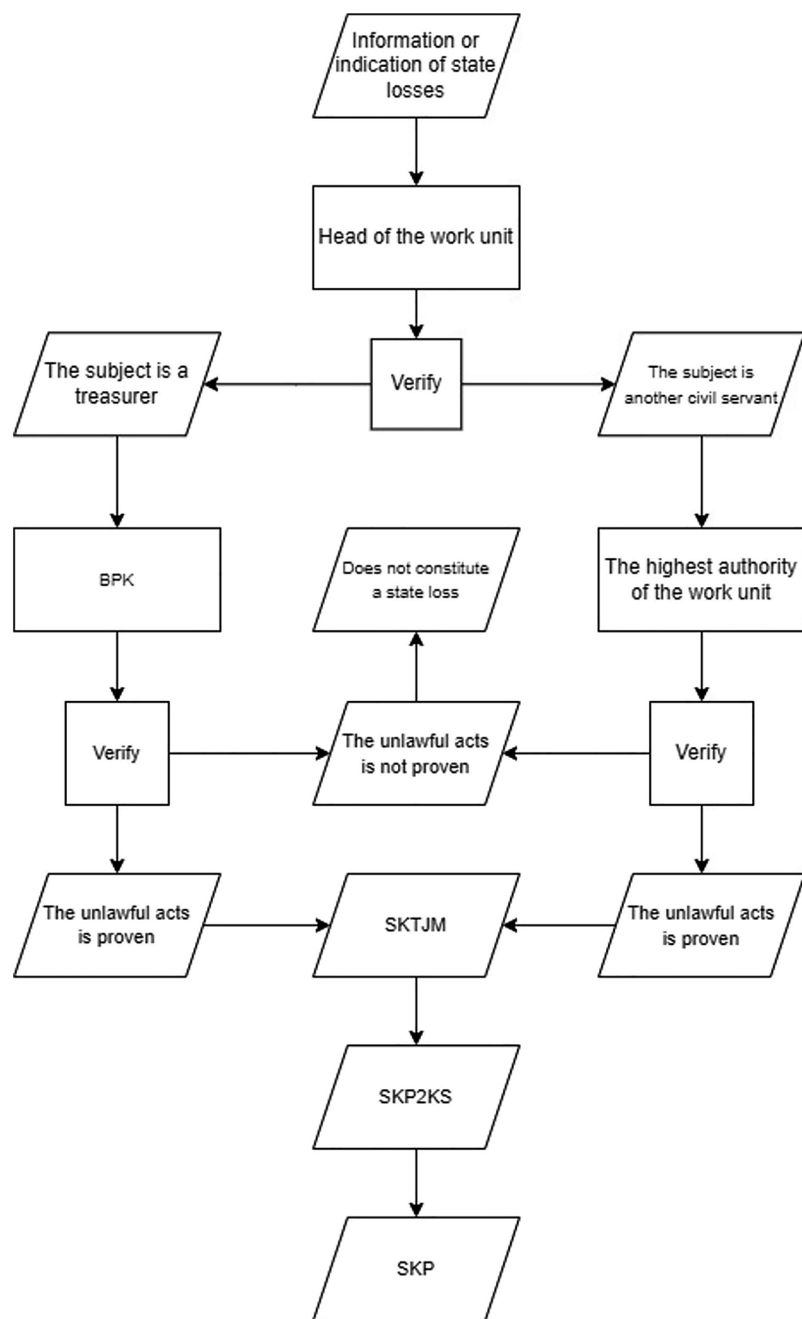 Information or
indication of state
losses
Head of the work unit
The subject is a
treasurer
Verify
The subject is
another civil servant
BPK
Does not constitute
a state loss
The highest authority
of the work unit
Verify
The unlawful acts
is not proven
Verify
The unlawful acts
is proven
SKTJM
The unlawful acts
is proven
SKP2KS
SKP